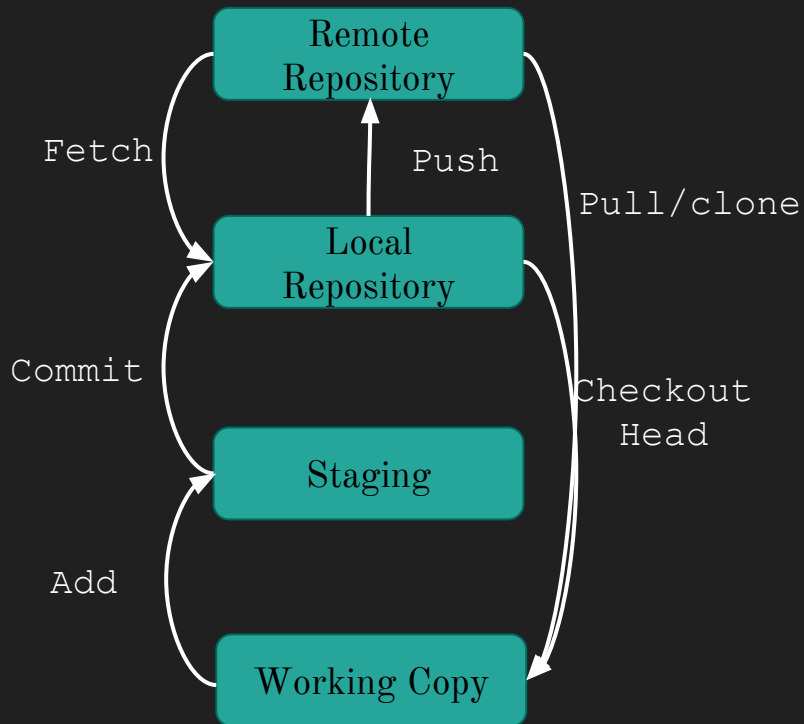 Remote
Repository
Fetch
Push
Pull/clone
Local
Repository
Commit
Checkout
Head
Staging
Add
Working Copy